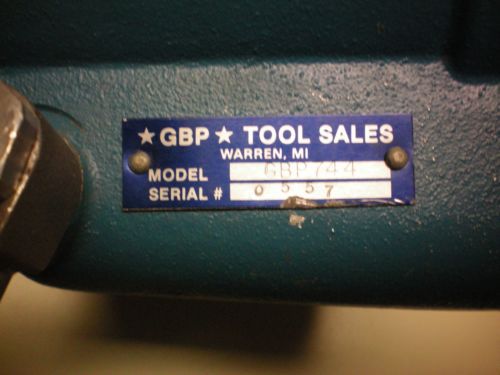 ★ GBP ★ TOOL SALES
WARREN, MI
MODEL GBP744
SERIAL # 0557